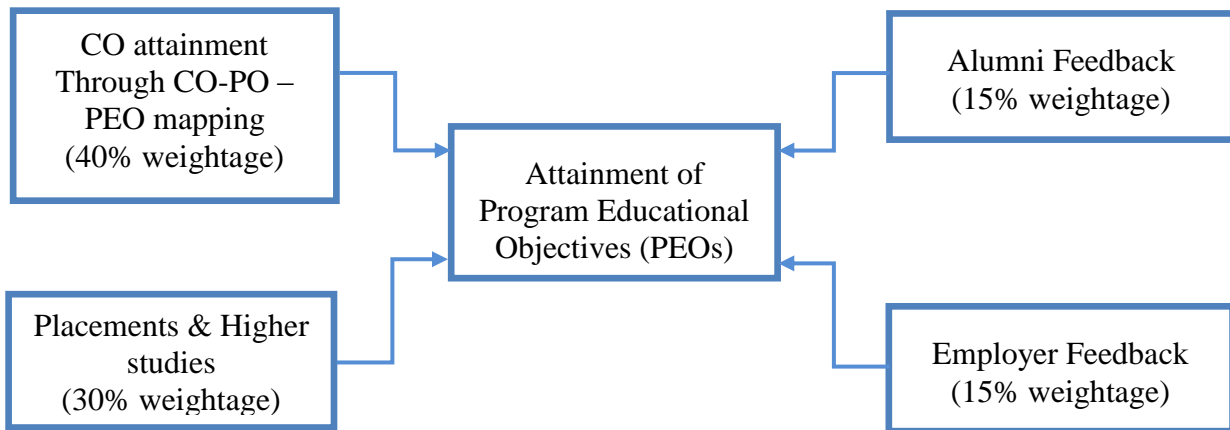 CO attainment
Through CO-PO –
PEO mapping
(40% weightage)
Alumni Feedback
(15% weightage)
Attainment of
Program Educational
Objectives (PEOs)
Placements & Higher
studies
(30% weightage)
Employer Feedback
(15% weightage)